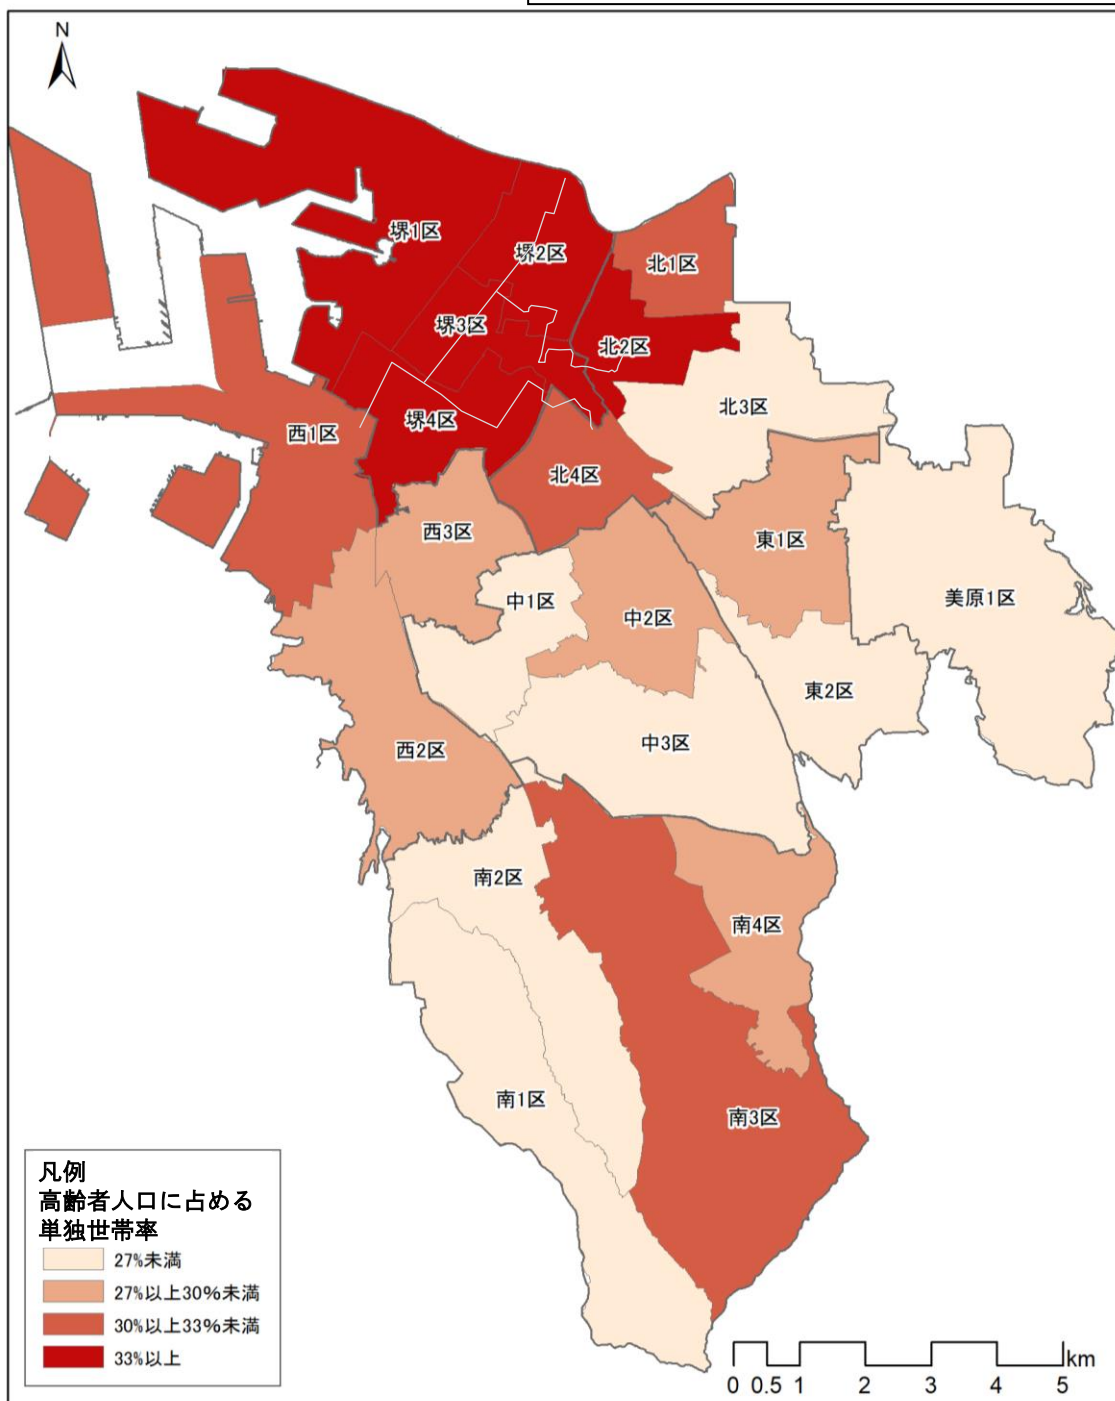 N
堺1区
堺2区
北1区
堺3区
北2区
北3区
堺4区
西1区
北4区
西3区
東1区
中1区
中2区
美原1区
東2区
中3区
西2区
南2区
南4区
南1区
南3区
凡例
高齢者人口に占める
単独世帯率
27%未満
27%以上30%未満
30%以上33%未満
33%以上
km
0 0.5 1 2 3 4 5